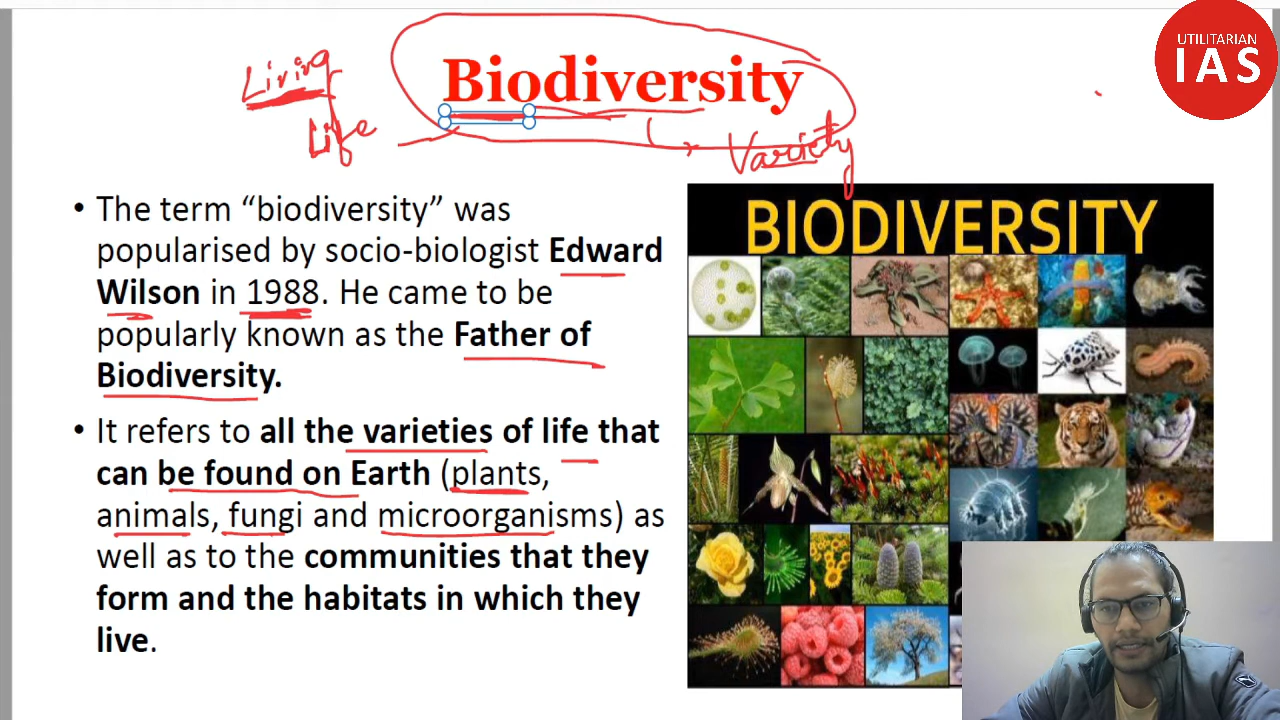 UTILITARIAN
IAS
Biodiversity
Living
Life
Variety
• The term “biodiversity” was
popularised by socio-biologist Edward
Wilson in 1988. He came to be
popularly known as the Father of
Biodiversity.
• It refers to all the varieties of life that
can be found on Earth (plants,
animals, fungi and microorganisms) as
well as to the communities that they
form and the habitats in which they
live.
BIODIVERSITY